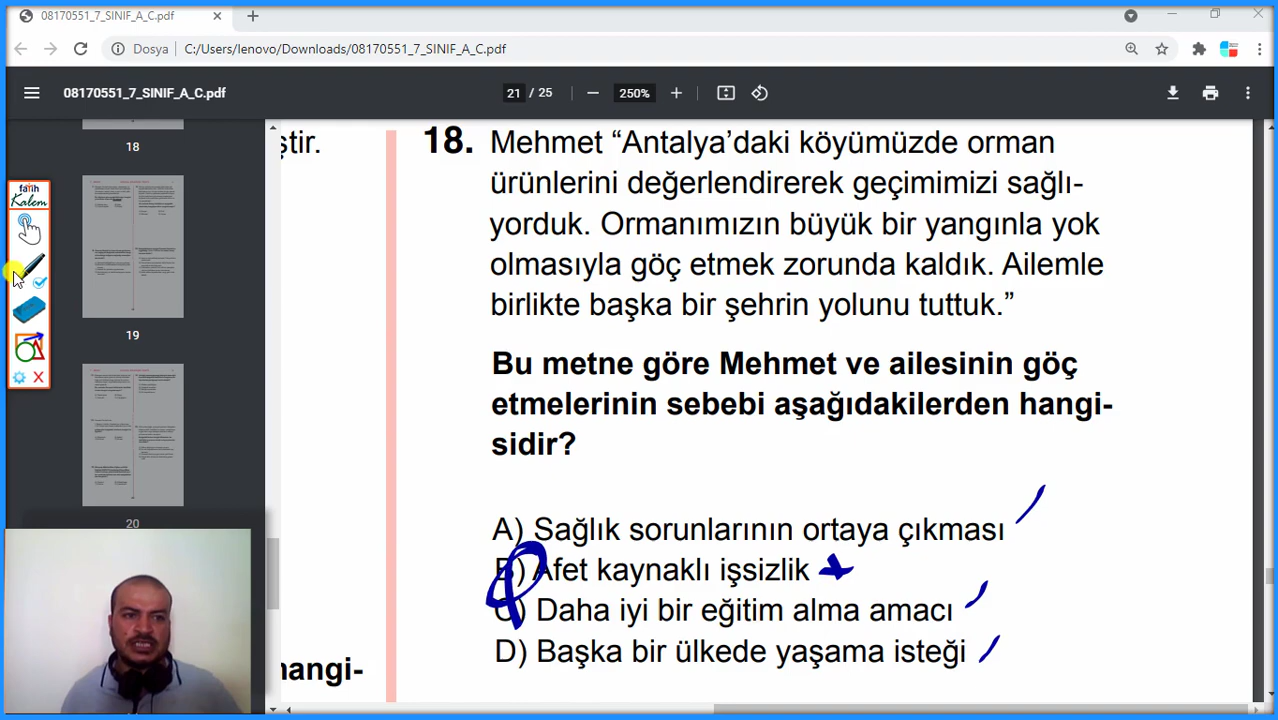 08170551_7_SINIF_A_C.pdf
Dosya C:/Users/lenovo/Downloads/08170551_7_SINIF_A_C.pdf
08170551_7_SINIF_A_C.pdf
21 / 25
250%
18
19
20
fatih
Kalem
ştir.
hangi-
18. Mehmet “Antalya’daki köyümüzde orman
ürünlerini değerlendirerek geçimimizi sağlı-
yorduk. Ormanımızın büyük bir yangınla yok
olmasıyla göç etmek zorunda kaldık. Ailemle
birlikte başka bir şehrin yolunu tuttuk.”
Bu metne göre Mehmet ve ailesinin göç
etmelerinin sebebi aşağıdakilerden hangi-
sidir?
A) Sağlık sorunlarının ortaya çıkması
B) Afet kaynaklı işsizlik
C) Daha iyi bir eğitim alma amacı
D) Başka bir ülkede yaşama isteği